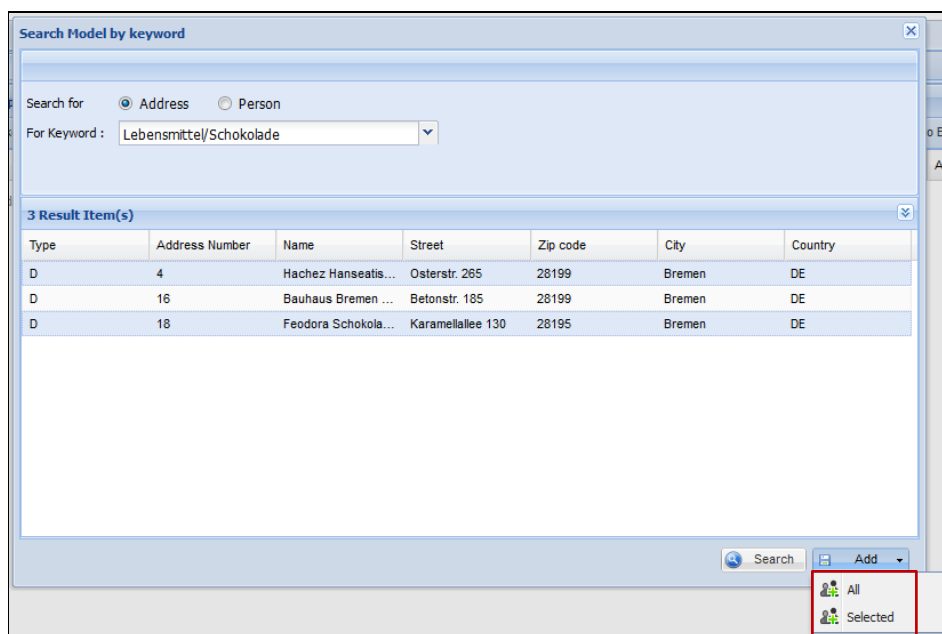 Search Model by keyword
Search for Address Person
For Keyword : Lebensmittel/Schokolade
3 Result Item(s)
Type Address Number Name Street Zip code City Country
D 4 Hachez Hanseatis... Osterstr. 265 28199 Bremen DE
D 16 Bauhaus Bremen ... Betonstr. 185 28199 Bremen DE
D 18 Feodora Schokola... Karamellallee 130 28195 Bremen DE
Search Add
All
Selected